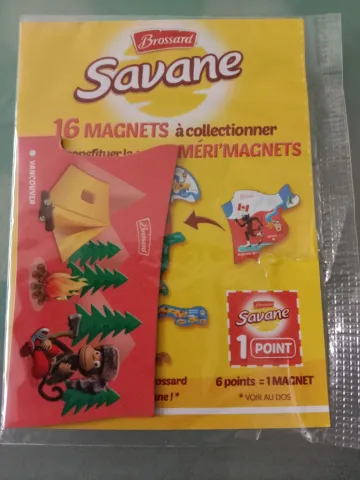 Brossard
Savane
16 MAGNETS à collectionner
MÉRI'MAGNETS
VANCOUVER
Brossard
Brossard
Savane
1 POINT
6 points = 1 MAGNET
* VOIR AU DOS